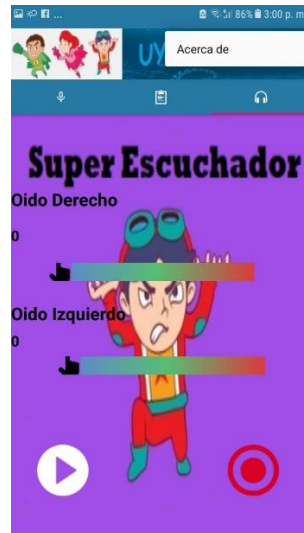 86% 3:00 p. m.
UY
Acerca de
Super Escuchador
Oido Derecho
0
Oido Izquierdo
0